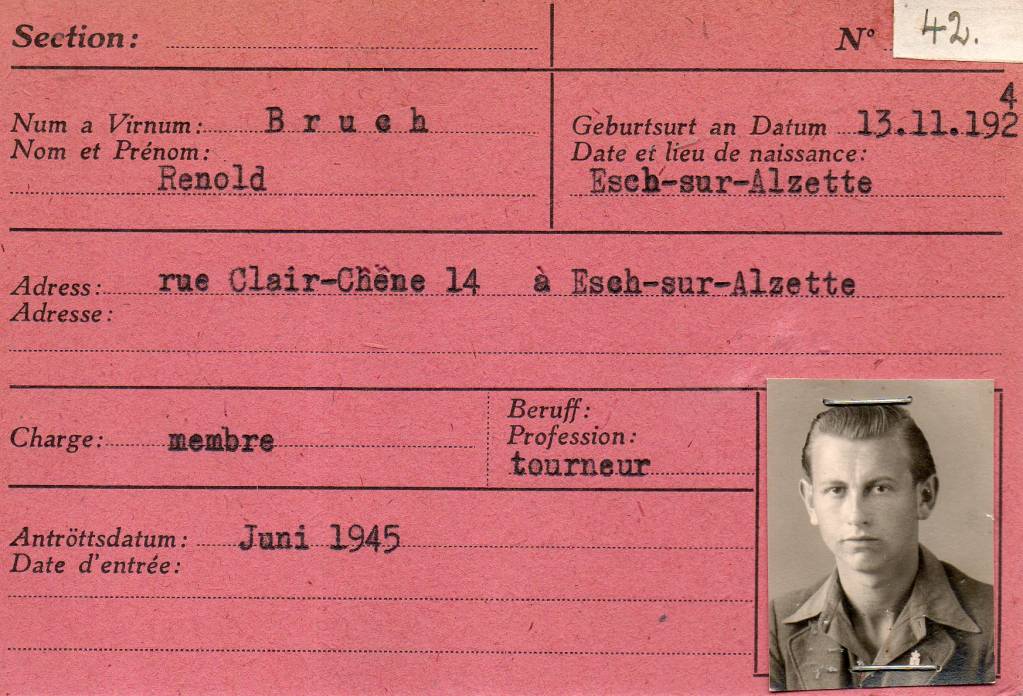 Section:
N° 42.
Num a Virnum: Bruch
Nom et Prénom:
Renold
Geburtsurt an Datum 13.11.1924
Date et lieu de naissance:
Esch-sur-Alzette
Adress: rue Clair-Chêne 14 à Esch-sur-Alzette
Adresse:
Charge: membre
Beruff:
Profession:
tourneur
Antröttsdatum: Juni 1945
Date d'entrée: